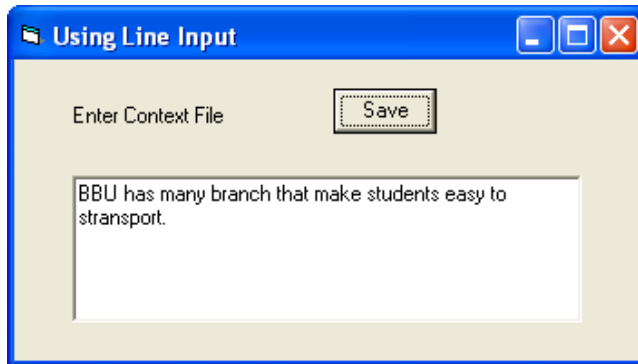 Using Line Input
Enter Context File
Save
BBU has many branch that make students easy to
stransport.